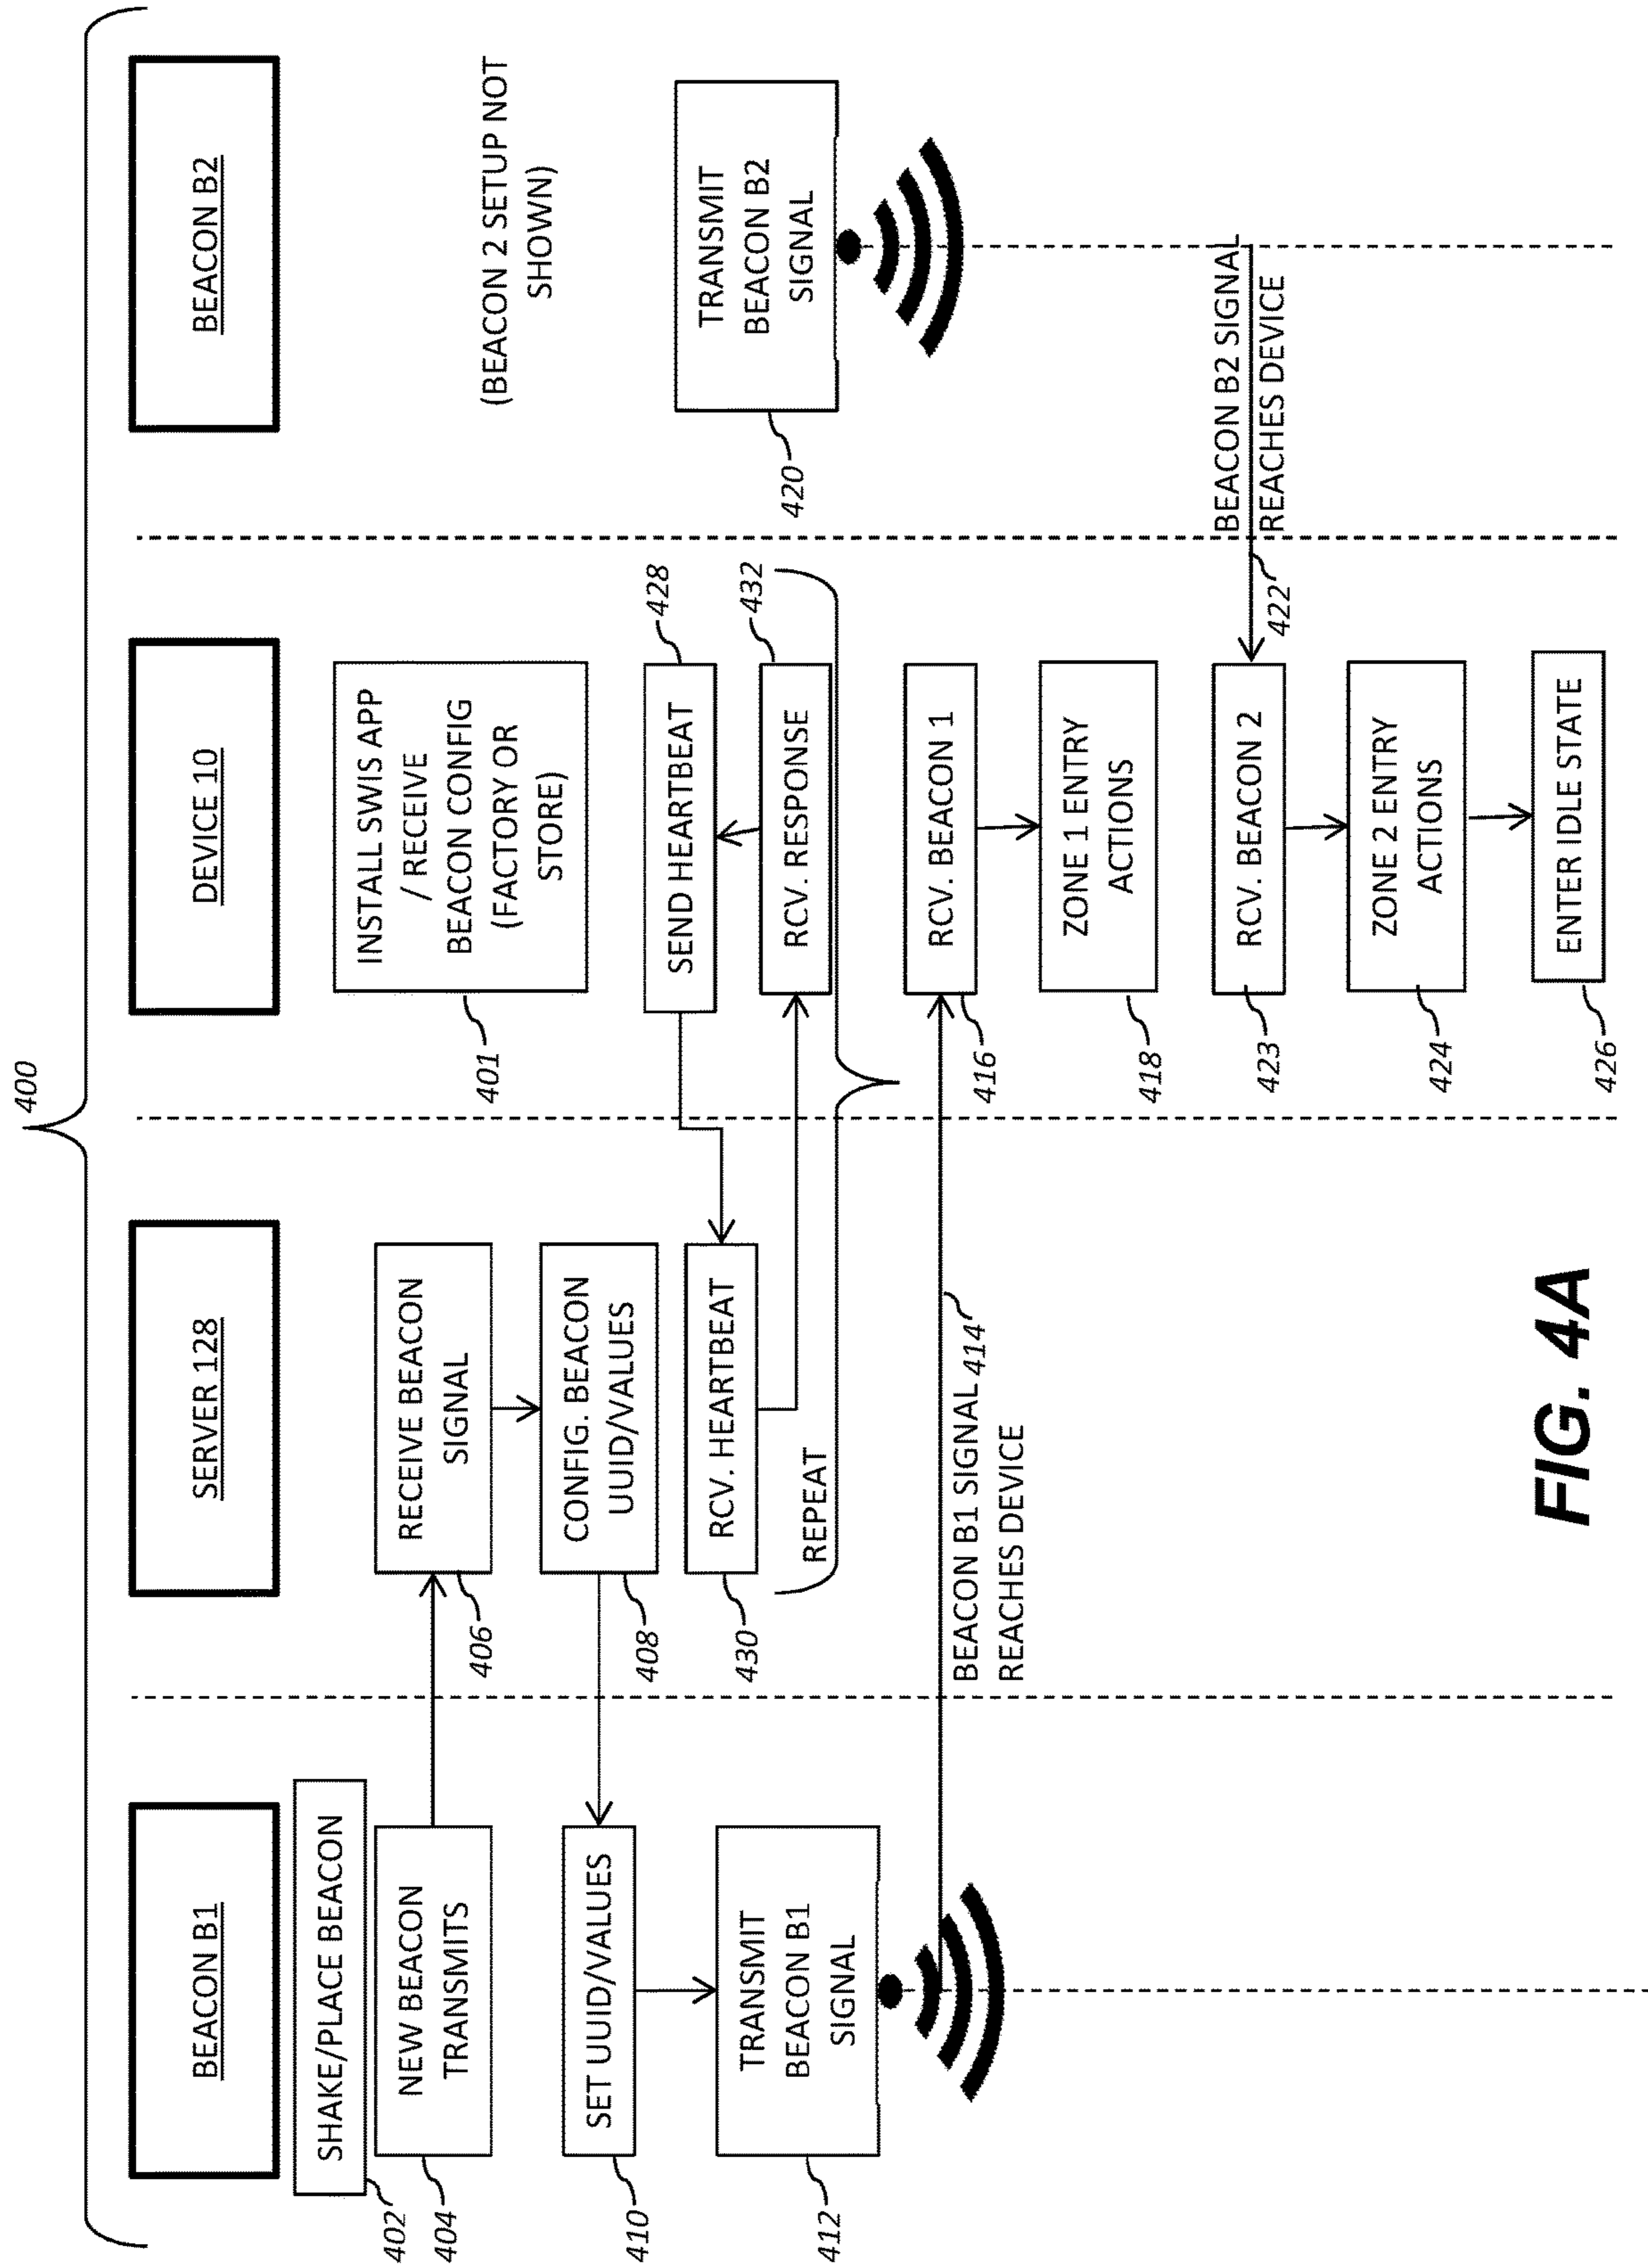 400
BEACON B1
SHAKE/PLACE BEACON
402
NEW BEACON
TRANSMITS
404
SET UUID/VALUES
410
TRANSMIT
BEACON B1
SIGNAL
412
SERVER 128
RECEIVE BEACON
SIGNAL
406
CONFIG. BEACON
UUID/VALUES
408
RCV. HEARTBEAT
430
REPEAT
BEACON B1 SIGNAL
REACHES DEVICE
414
DEVICE 10
INSTALL SWIS APP
/ RECEIVE
BEACON CONFIG
(FACTORY OR
STORE)
401
SEND HEARTBEAT
428
RCV. RESPONSE
432
RCV. BEACON 1
416
ZONE 1 ENTRY
ACTIONS
418
RCV. BEACON 2
423
ZONE 2 ENTRY
ACTIONS
424
ENTER IDLE STATE
426
BEACON B2
(BEACON 2 SETUP NOT
SHOWN)
TRANSMIT
BEACON B2
SIGNAL
420
BEACON B2 SIGNAL
REACHES DEVICE
422
FIG. 4A